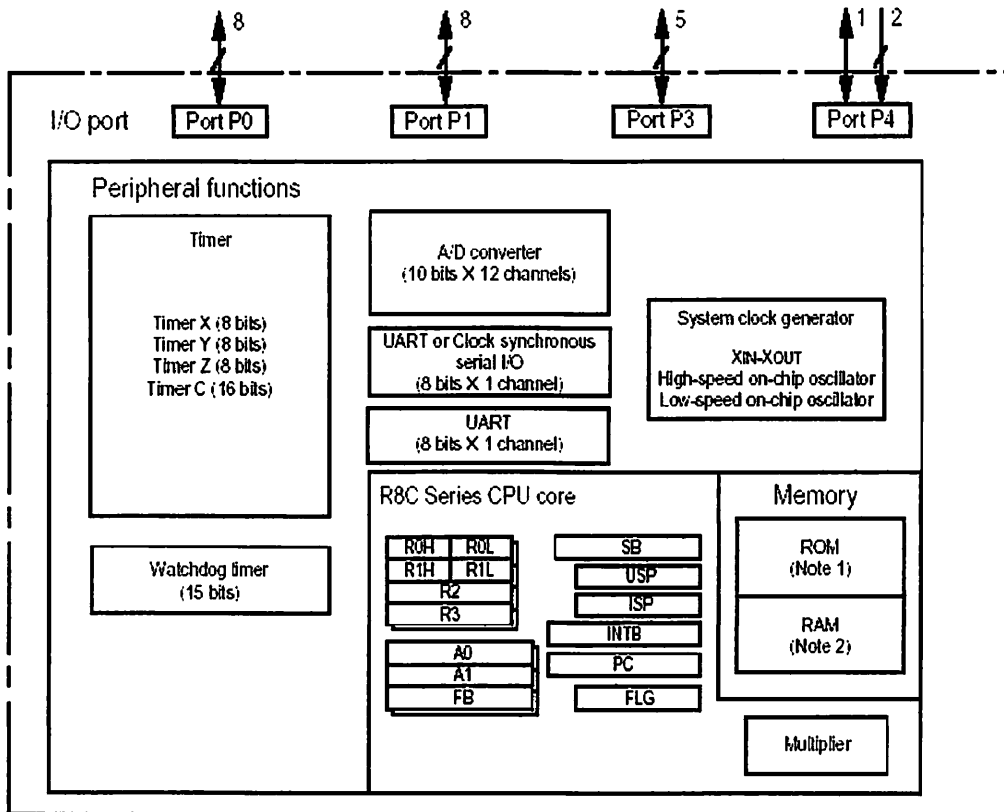 8
8
5
1
2
I/O port
Port P0
Port P1
Port P3
Port P4
Peripheral functions
Timer
Timer X (8 bits)
Timer Y (8 bits)
Timer Z (8 bits)
Timer C (16 bits)
Watchdog timer
(15 bits)
A/D converter
(10 bits X 12 channels)
UART or Clock synchronous
serial I/O
(8 bits X 1 channel)
UART
(8 bits X 1 channel)
System clock generator
XIN-XOUT
High-speed on-chip oscillator
Low-speed on-chip oscillator
R8C Series CPU core
R0H
R0L
R1H
R1L
R2
R3
A0
A1
FB
SB
USP
ISP
INTB
PC
FLG
Memory
ROM
(Note 1)
RAM
(Note 2)
Multiplier